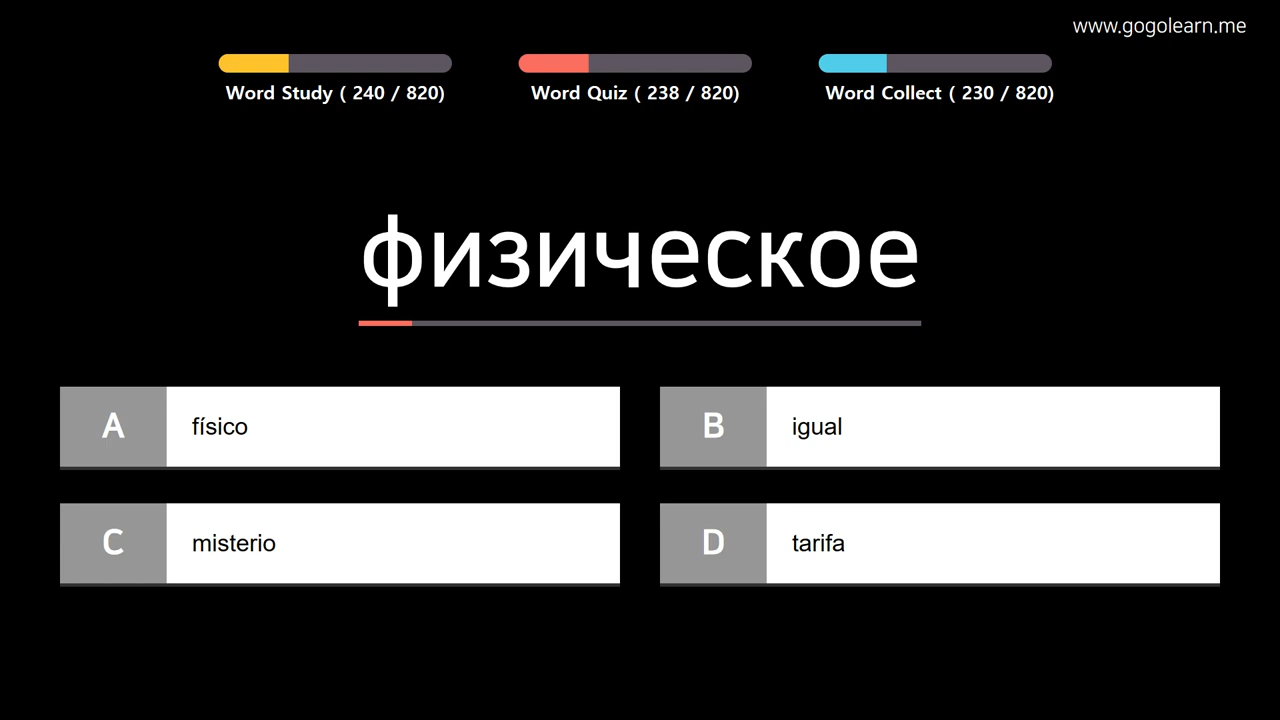 www.gogolearn.me
Word Study ( 240 / 820)
Word Quiz ( 238 / 820)
Word Collect ( 230 / 820)
физическое
A físico
B igual
C misterio
D tarifa